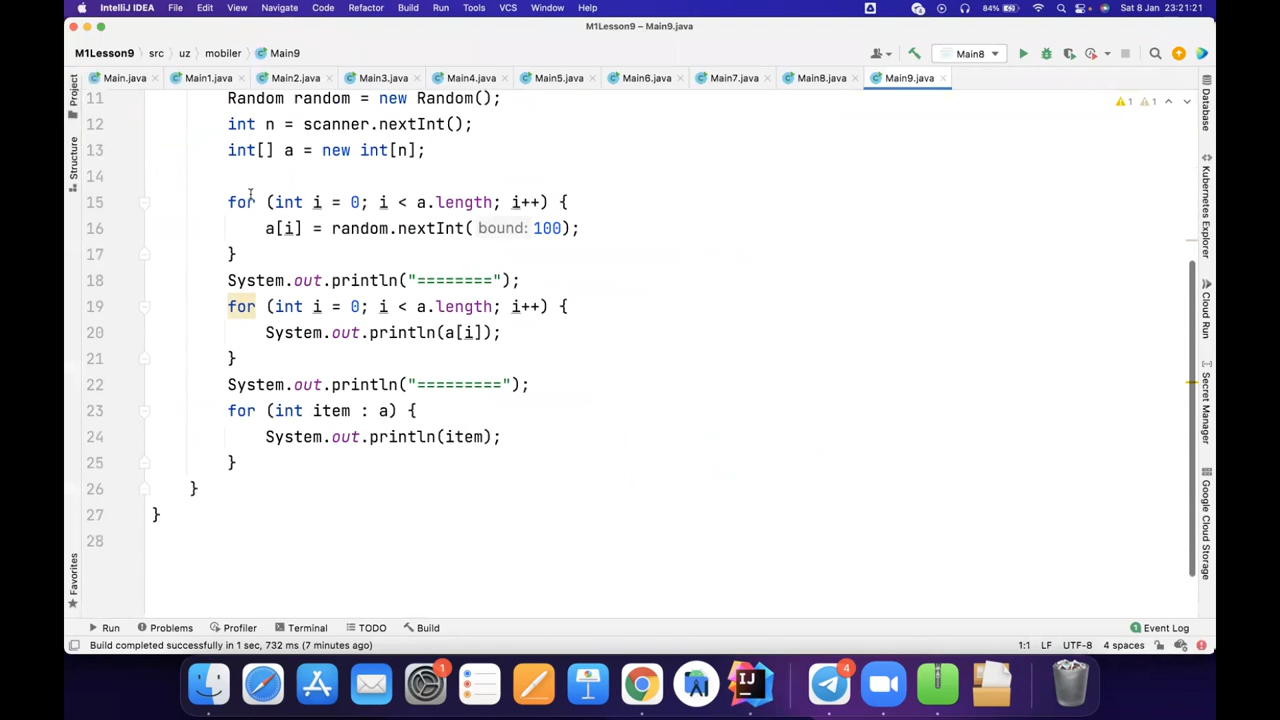 IntelliJ IDEA File Edit View Navigate Code Refactor Build Run Tools VCS Window Help 84% Sat 8 Jan 23:21:21
M1Lesson9 – Main9.java
M1Lesson9 src uz mobiler Main9 Main8
Main.java Main1.java Main2.java Main3.java Main4.java Main5.java Main6.java Main7.java Main8.java Main9.java
11 Random random = new Random();
12 int n = scanner.nextInt();
13 int[] a = new int[n];
14
15 for (int i = 0; i < a.length; i++) {
16 a[i] = random.nextInt( bound: 100);
17 }
18 System.out.println("========");
19 for (int i = 0; i < a.length; i++) {
20 System.out.println(a[i]);
21 }
22 System.out.println("=========");
23 for (int item : a) {
24 System.out.println(item);
25 }
26 }
27 }
28
1 1
Project
Structure
Favorites
Database
Kubernetes Explorer
Cloud Run
Secret Manager
Google Cloud Storage
Run Problems Profiler Terminal TODO Build 1 Event Log
Build completed successfully in 1 sec, 732 ms (7 minutes ago) 1:1 LF UTF-8 4 spaces
1
IJ
4